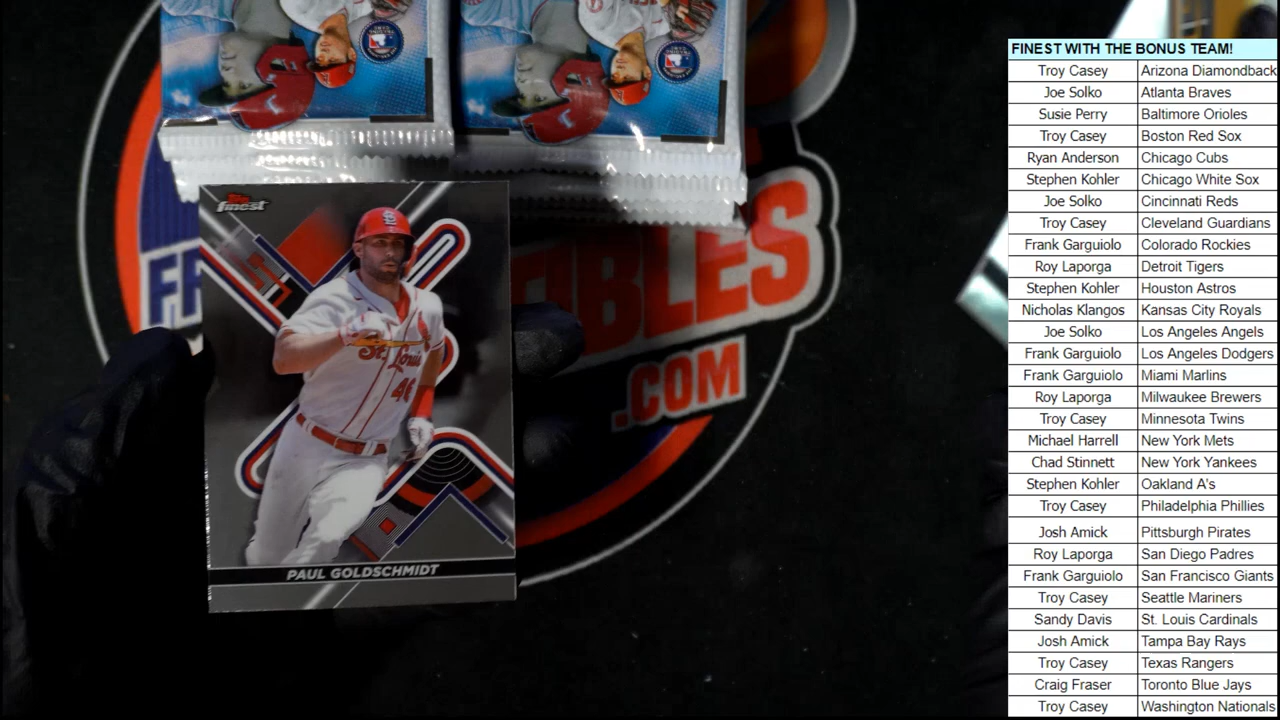 FINEST WITH THE BONUS TEAM!
Troy Casey Arizona Diamondback
Joe Solko Atlanta Braves
Susie Perry Baltimore Orioles
Troy Casey Boston Red Sox
Ryan Anderson Chicago Cubs
Stephen Kohler Chicago White Sox
Joe Solko Cincinnati Reds
Troy Casey Cleveland Guardians
Frank Garguiolo Colorado Rockies
Roy Laporga Detroit Tigers
Stephen Kohler Houston Astros
Nicholas Klangos Kansas City Royals
Joe Solko Los Angeles Angels
Frank Garguiolo Los Angeles Dodgers
Frank Garguiolo Miami Marlins
Roy Laporga Milwaukee Brewers
Troy Casey Minnesota Twins
Michael Harrell New York Mets
Chad Stinnett New York Yankees
Stephen Kohler Oakland A's
Troy Casey Philadelphia Phillies
Josh Amick Pittsburgh Pirates
Roy Laporga San Diego Padres
Frank Garguiolo San Francisco Giants
Troy Casey Seattle Mariners
Sandy Davis St. Louis Cardinals
Josh Amick Tampa Bay Rays
Troy Casey Texas Rangers
Craig Fraser Toronto Blue Jays
Troy Casey Washington Nationals
Topps
finest
St. Louis
46
PAUL GOLDSCHMIDT
IBLES
.COM